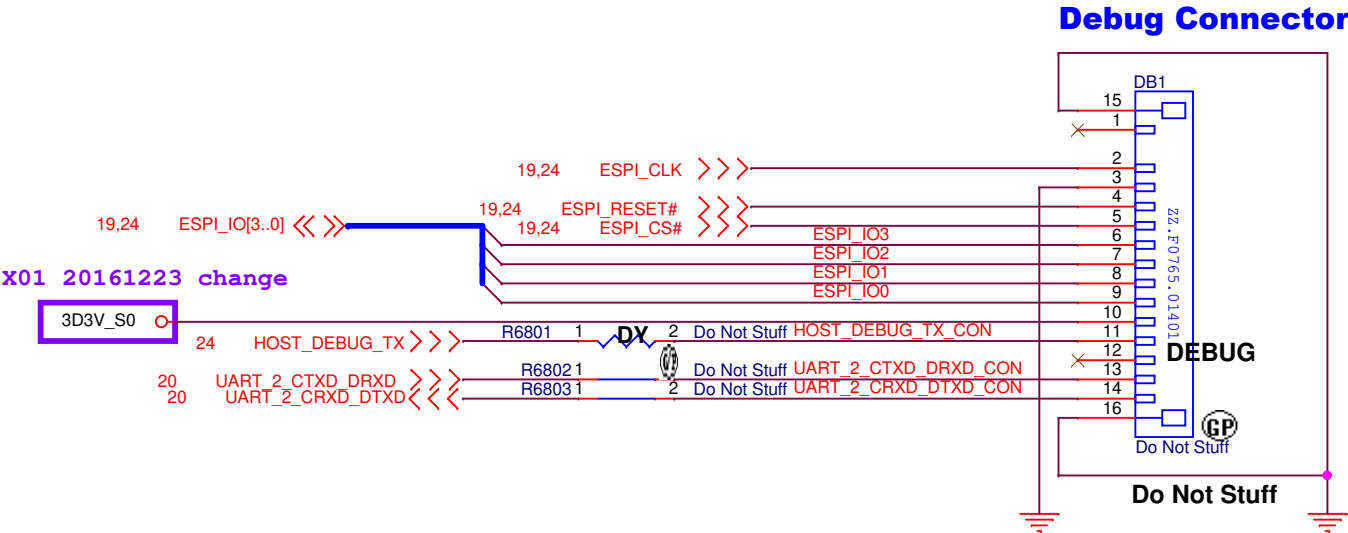 Debug Connector
DB1
15
1
19,24 ESPI_CLK 2
3
19,24 ESPI_RESET# 4
19,24 ESPI_CS# 5
19,24 ESPI_IO[3..0]
ESPI_IO3 6
ESPI_IO2 7
ESPI_IO1 8
ESPI_IO0 9
ZZ.F0765.01401
X01 20161223 change
3D3V_S0 10
24 HOST_DEBUG_TX R6801 1 DY 2 Do Not Stuff HOST_DEBUG_TX_CON 11
12 DEBUG
20 UART_2_CTXD_DRXD R6802 1 2 Do Not Stuff UART_2_CTXD_DRXD_CON 13
20 UART_2_CRXD_DTXD R6803 1 2 Do Not Stuff UART_2_CRXD_DTXD_CON 14
16
GP
Do Not Stuff
Do Not Stuff